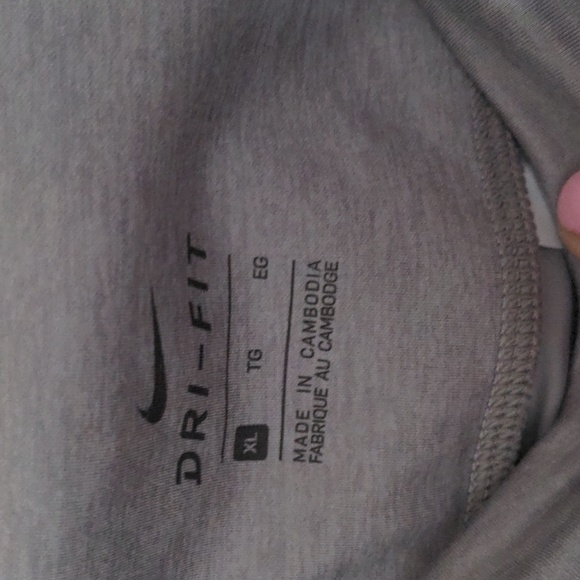 DRI-FIT
XL TG EG
MADE IN CAMBODIA
FABRIQUE AU CAMBODGE